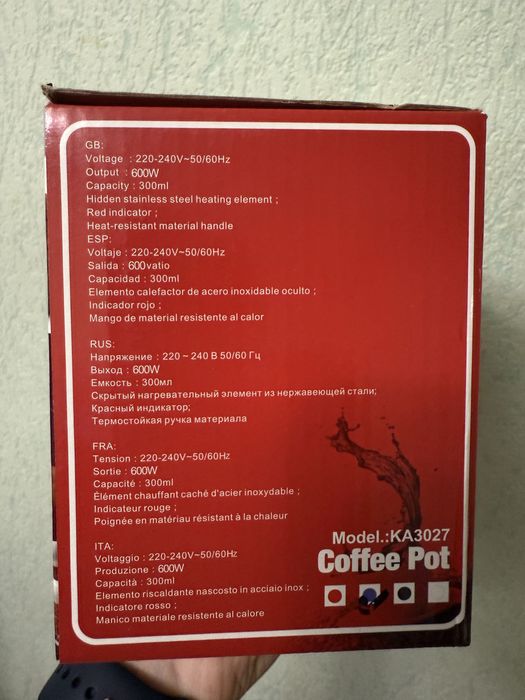 GB:
Voltage : 220-240V~50/60Hz
Output : 600W
Capacity : 300ml
Hidden stainless steel heating element ;
Red indicator ;
Heat-resistant material handle
ESP:
Voltaje : 220-240V~50/60Hz
Salida : 600vatio
Capacidad : 300ml
Elemento calefactor de acero inoxidable oculto ;
Indicador rojo ;
Mango de material resistente al calor
RUS:
Напряжение : 220 ~ 240 В 50/60 Гц
Выход : 600W
Емкость : 300мл
Скрытый нагревательный элемент из нержавеющей стали;
Красный индикатор;
Термостойкая ручка материала
FRA:
Tension : 220-240V~50/60Hz
Sortie : 600W
Capacité : 300ml
Élément chauffant caché d'acier inoxydable ;
Indicateur rouge ;
Poignée en matériau résistant à la chaleur
ITA:
Voltaggio : 220-240V~50/60Hz
Produzione : 600W
Capacità : 300ml
Elemento riscaldante nascosto in acciaio inox ;
Indicatore rosso ;
Manico materiale resistente al calore
Model.:KA3027
Coffee Pot